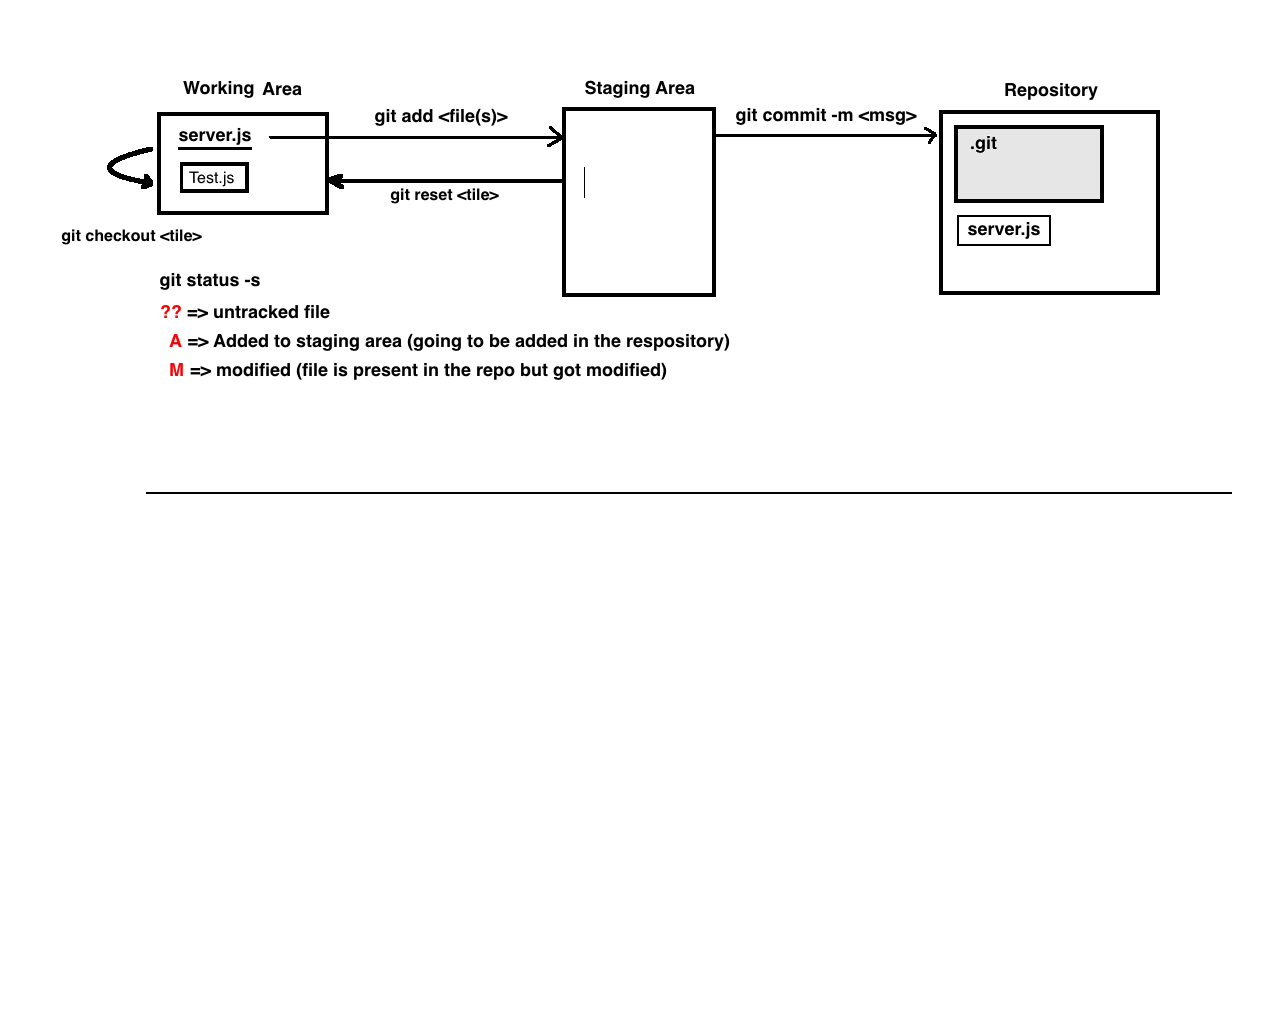 Working Area
Staging Area
Repository
git add <file(s)>
git commit -m <msg>
server.js
.git
Test.js
git reset <tile>
server.js
git checkout <tile>
git status -s
?? => untracked file
A => Added to staging area (going to be added in the respository)
M => modified (file is present in the repo but got modified)